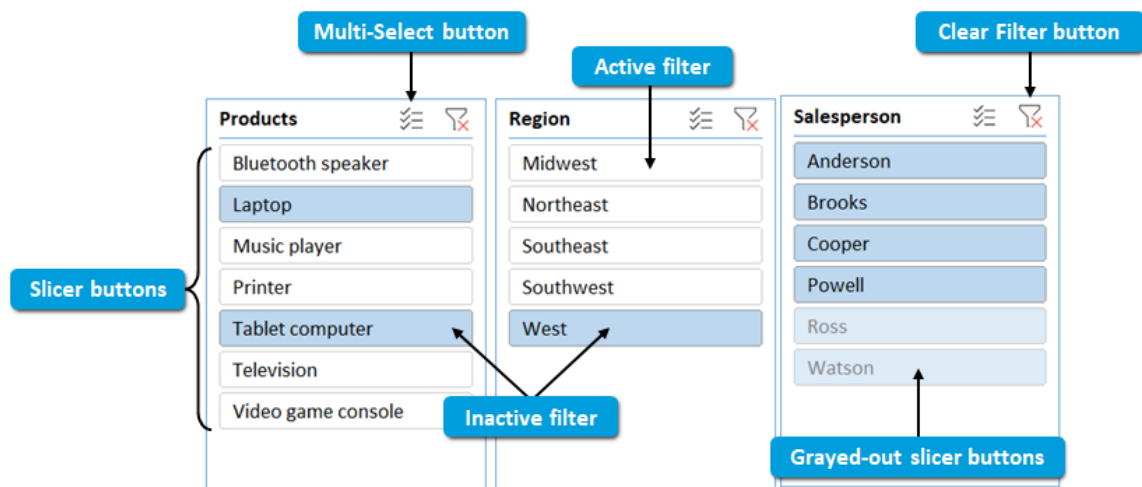 Multi-Select button
Clear Filter button
Active filter
Products
Region
Salesperson
Bluetooth speaker
Laptop
Music player
Printer
Tablet computer
Television
Video game console
Midwest
Northeast
Southeast
Southwest
West
Anderson
Brooks
Cooper
Powell
Ross
Watson
Slicer buttons
Inactive filter
Grayed-out slicer buttons